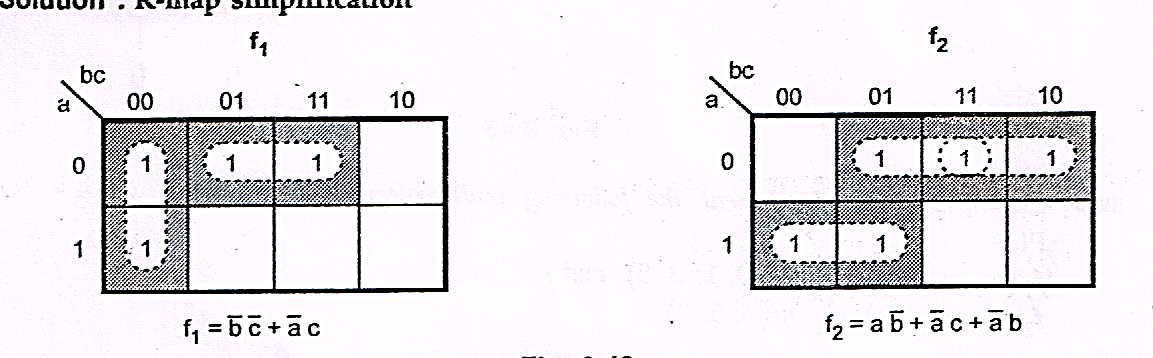 Solution : K-map simplification
f₁ f₂
bc bc
a 00 01 11 10 a. 00 01 11 10
0 1 1 1 0 1 1 1
1 1 1 1 1
f₁ = b̅ c̅ + a̅ c f₂ = a b̅ + a̅ c + a̅ b